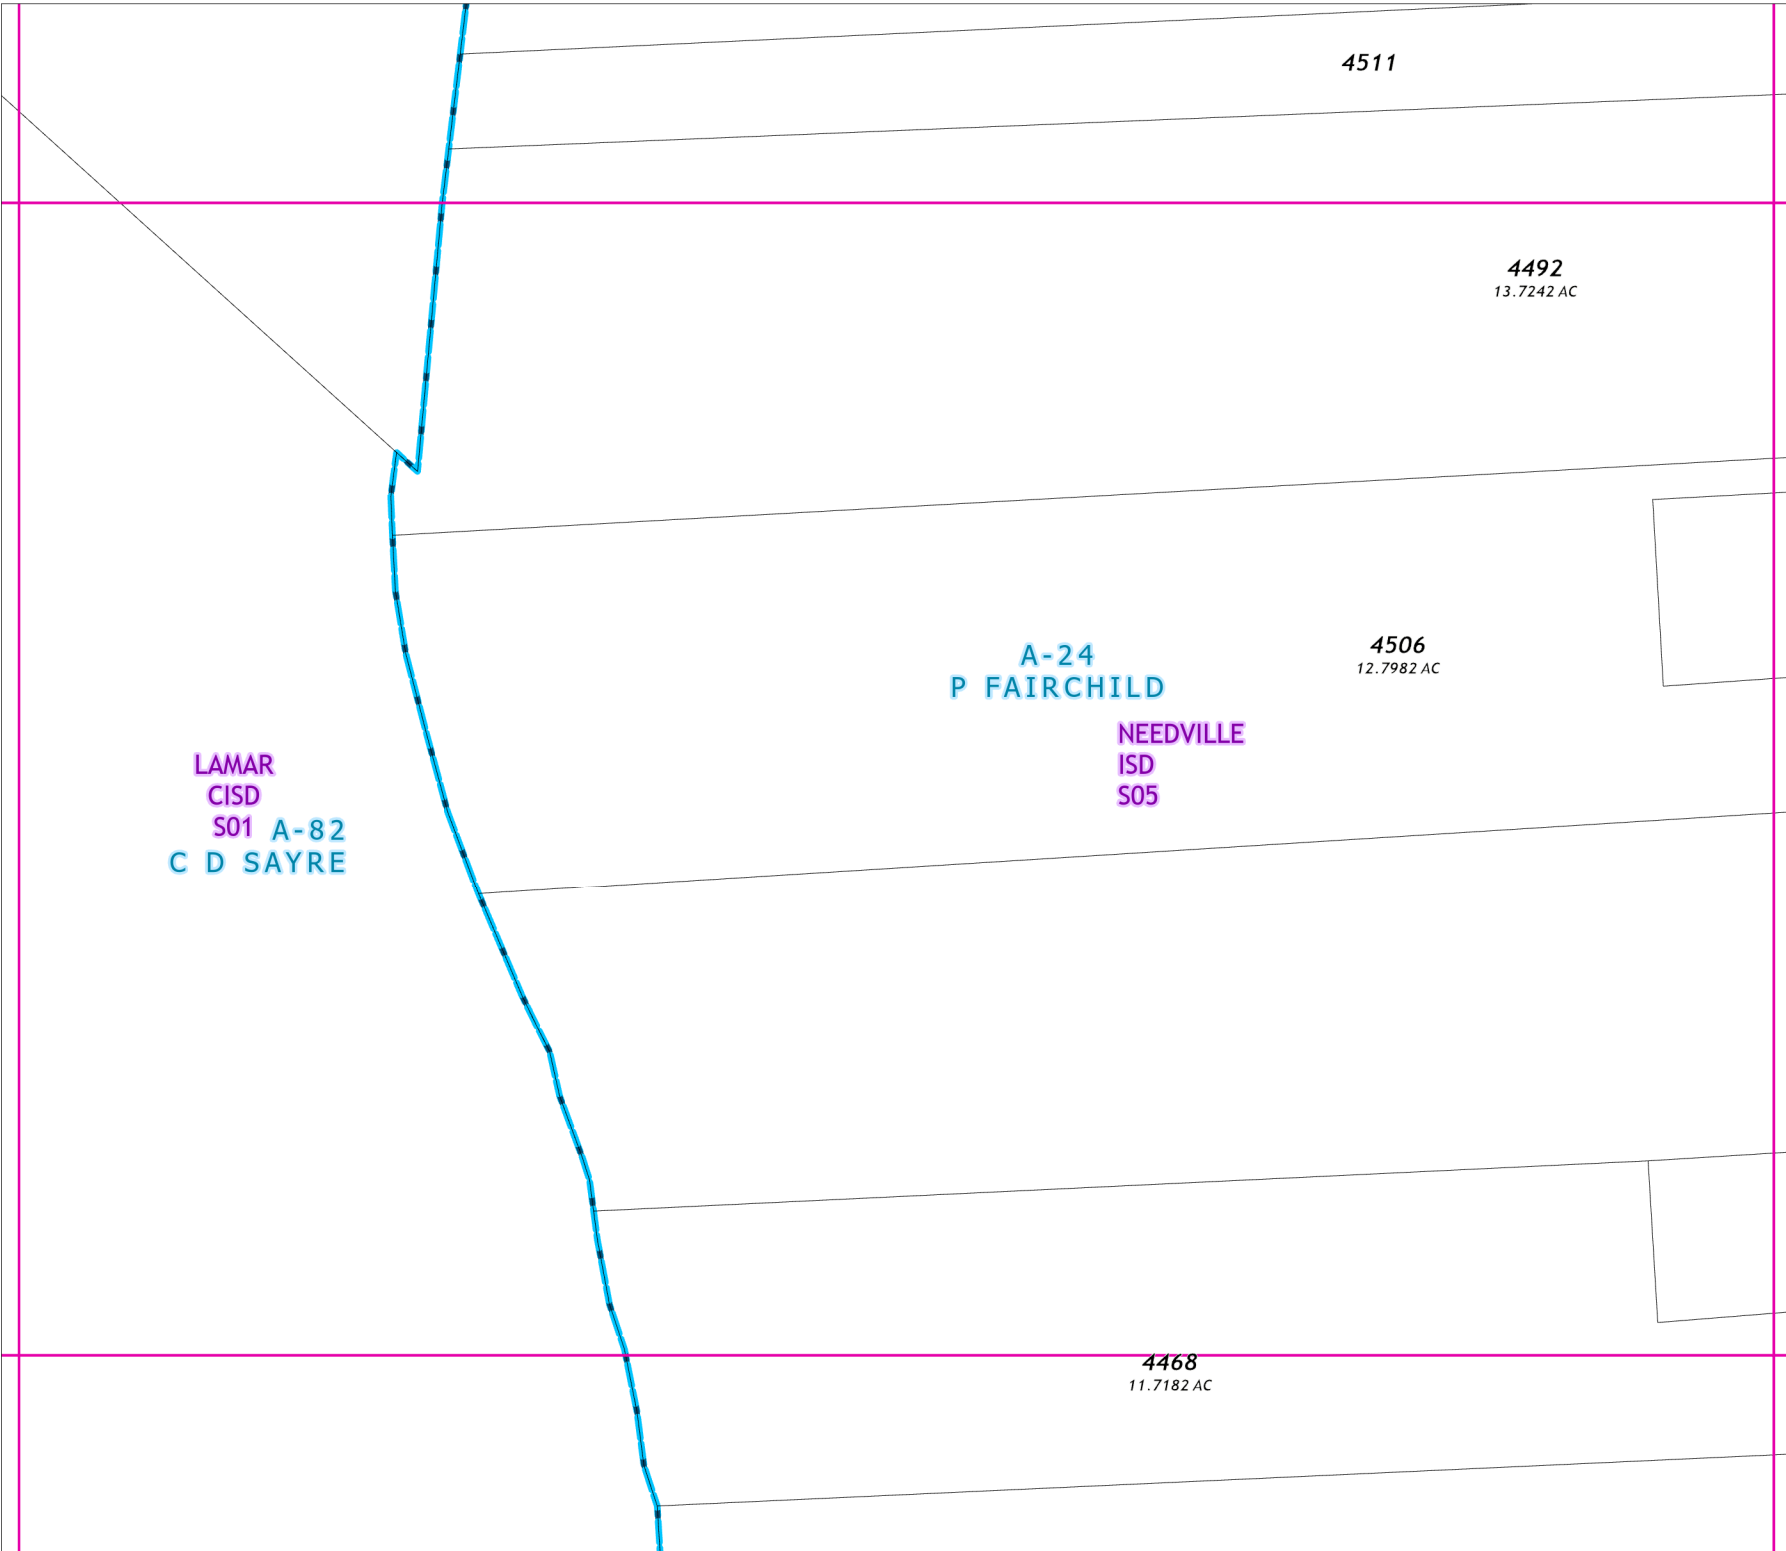 4511
4492
13.7242 AC
4506
12.7982 AC
A-24
P FAIRCHILD
NEEDVILLE
ISD
S05
LAMAR
CISD
S01
A-82
C D SAYRE
4468
11.7182 AC